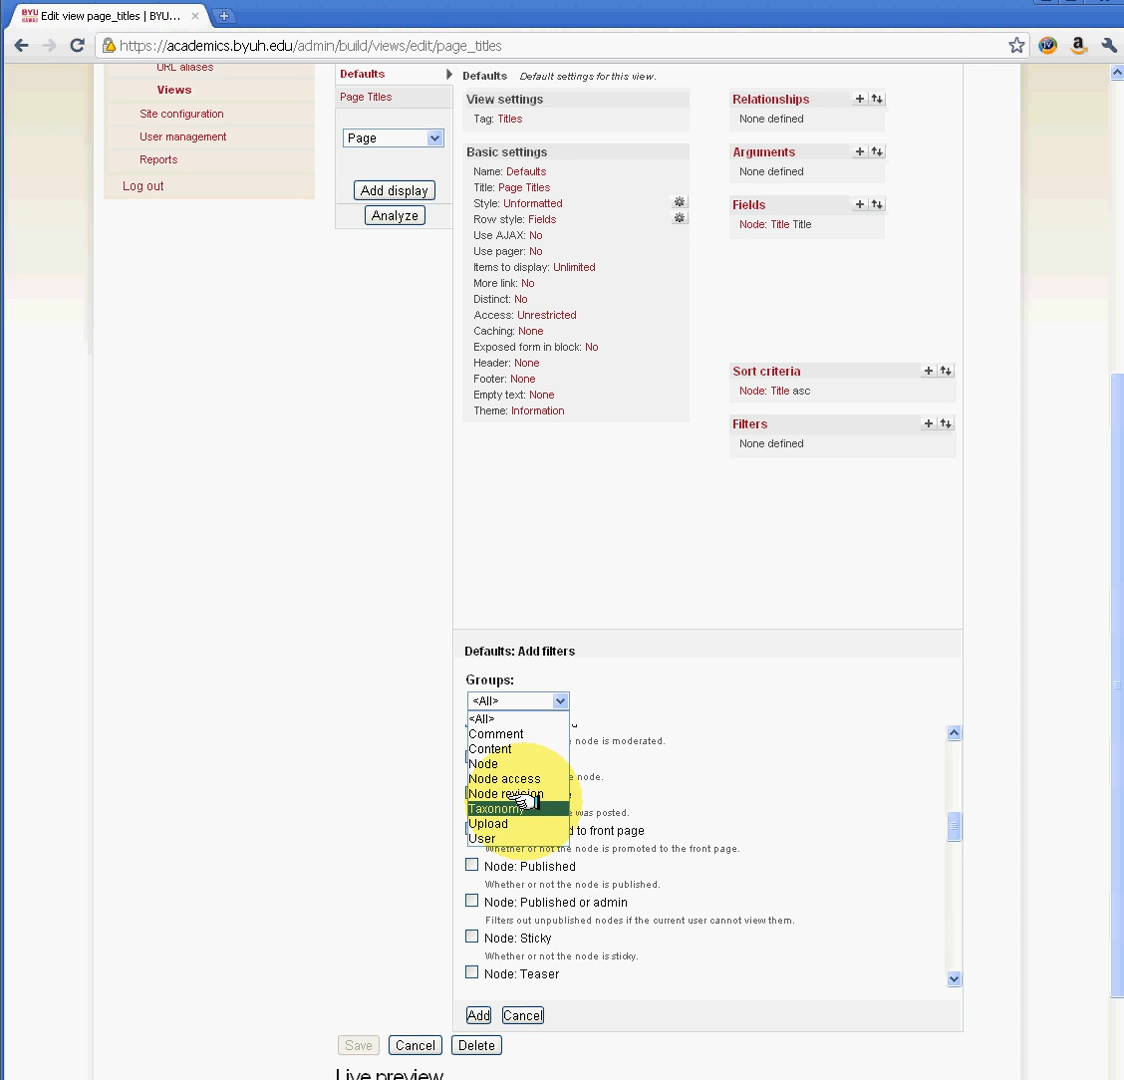 BYU HAWAII Edit view page_titles | BYU...
https://academics.byuh.edu/admin/build/views/edit/page_titles
URL aliases
Views
Site configuration
User management
Reports
Log out
Defaults
Page Titles
Page
Add display
Analyze
Defaults Default settings for this view.
View settings
Tag: Titles
Basic settings
Name: Defaults
Title: Page Titles
Style: Unformatted
Row style: Fields
Use AJAX: No
Use pager: No
Items to display: Unlimited
More link: No
Distinct: No
Access: Unrestricted
Caching: None
Exposed form in block: No
Header: None
Footer: None
Empty text: None
Theme: Information
Relationships
None defined
Arguments
None defined
Fields
Node: Title Title
Sort criteria
Node: Title asc
Filters
None defined
Defaults: Add filters
Groups:
<All>
<All>
Comment
Content
Node
Node access
Node revision
Taxonomy
Upload
User
node is moderated.
node.
was posted.
d to front page
Whether or not the node is promoted to the front page.
Node: Published
Whether or not the node is published.
Node: Published or admin
Filters out unpublished nodes if the current user cannot view them.
Node: Sticky
Whether or not the node is sticky.
Node: Teaser
Add Cancel
Save Cancel Delete
Live preview